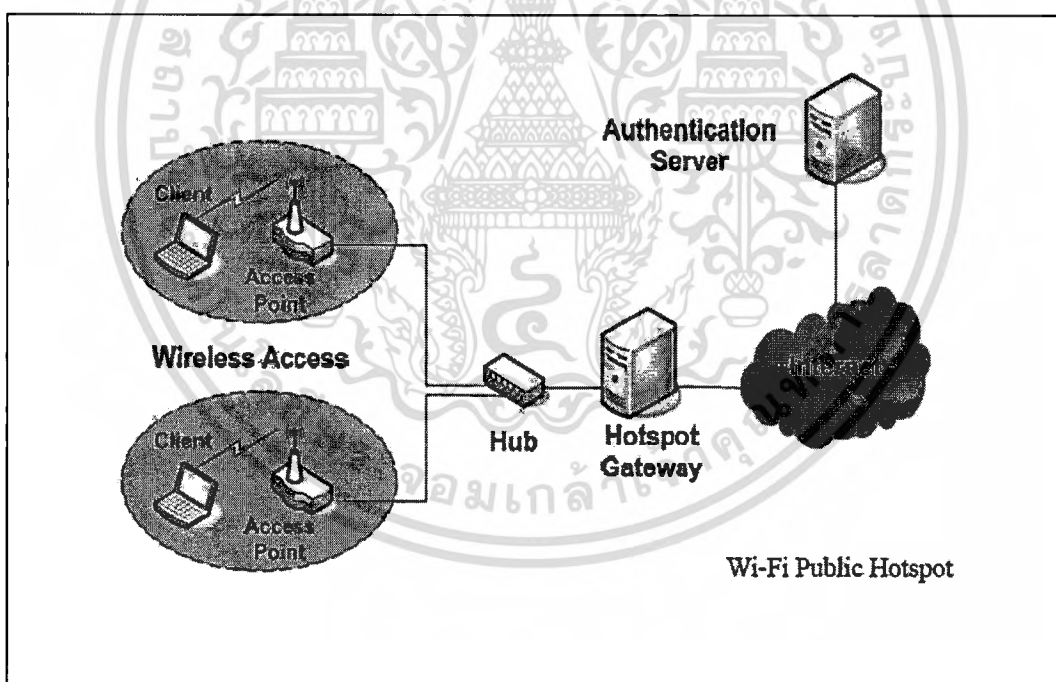 Authentication
Server
Client
Access
Point
Wireless Access
Client
Access
Point
Hub
Hotspot
Gateway
Internet
Wi-Fi Public Hotspot